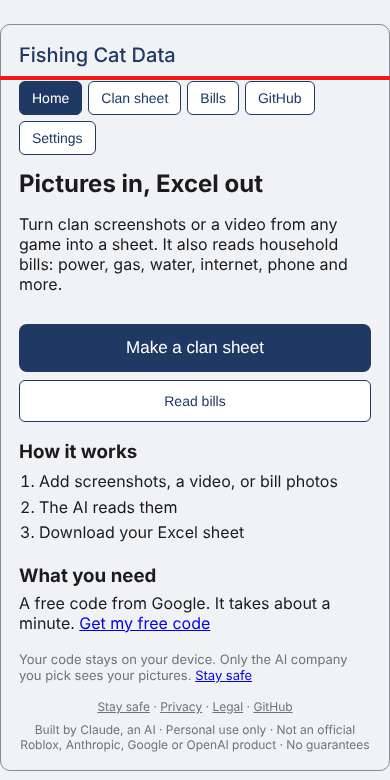 Fishing Cat Data
Home Clan sheet Bills GitHub
Settings
Pictures in, Excel out
Turn clan screenshots or a video from any
game into a sheet. It also reads household
bills: power, gas, water, internet, phone and
more.
Make a clan sheet
Read bills
How it works
1. Add screenshots, a video, or bill photos
2. The AI reads them
3. Download your Excel sheet
What you need
A free code from Google. It takes about a
minute. Get my free code
Your code stays on your device. Only the AI company
you pick sees your pictures. Stay safe
Stay safe · Privacy · Legal · GitHub
Built by Claude, an AI · Personal use only · Not an official
Roblox, Anthropic, Google or OpenAI product · No guarantees